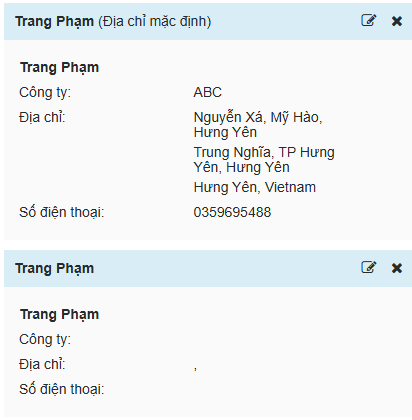 Trang Phạm (Địa chỉ mặc định)
Trang Phạm
Công ty: ABC
Địa chỉ: Nguyễn Xá, Mỹ Hào,
Hưng Yên
Trung Nghĩa, TP Hưng
Yên, Hưng Yên
Hưng Yên, Vietnam
Số điện thoại: 0359695488
Trang Phạm
Trang Phạm
Công ty:
Địa chỉ: ,
Số điện thoại: